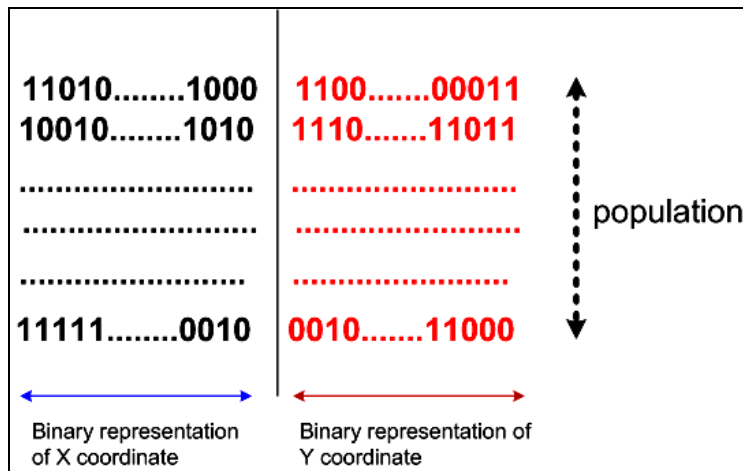 11010........1000 1100.......00011
10010........1010 1110.......11011
........................... ..........................
........................... ..........................
.......................... .........................
11111........0010 0010.......11000
population
Binary representation of X coordinate
Binary representation of Y coordinate